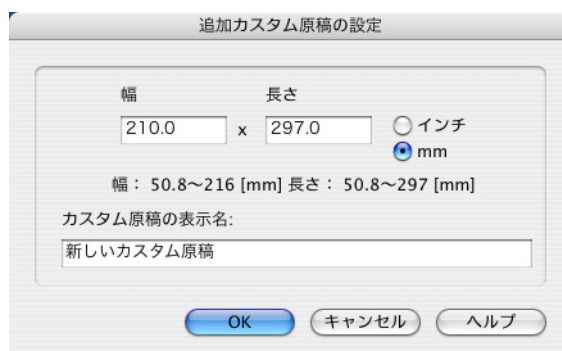 追加カスタム原稿の設定
幅 長さ
210.0 x 297.0 インチ
mm
幅： 50.8～216 [mm] 長さ： 50.8～297 [mm]
カスタム原稿の表示名:
新しいカスタム原稿
OK キャンセル ヘルプ